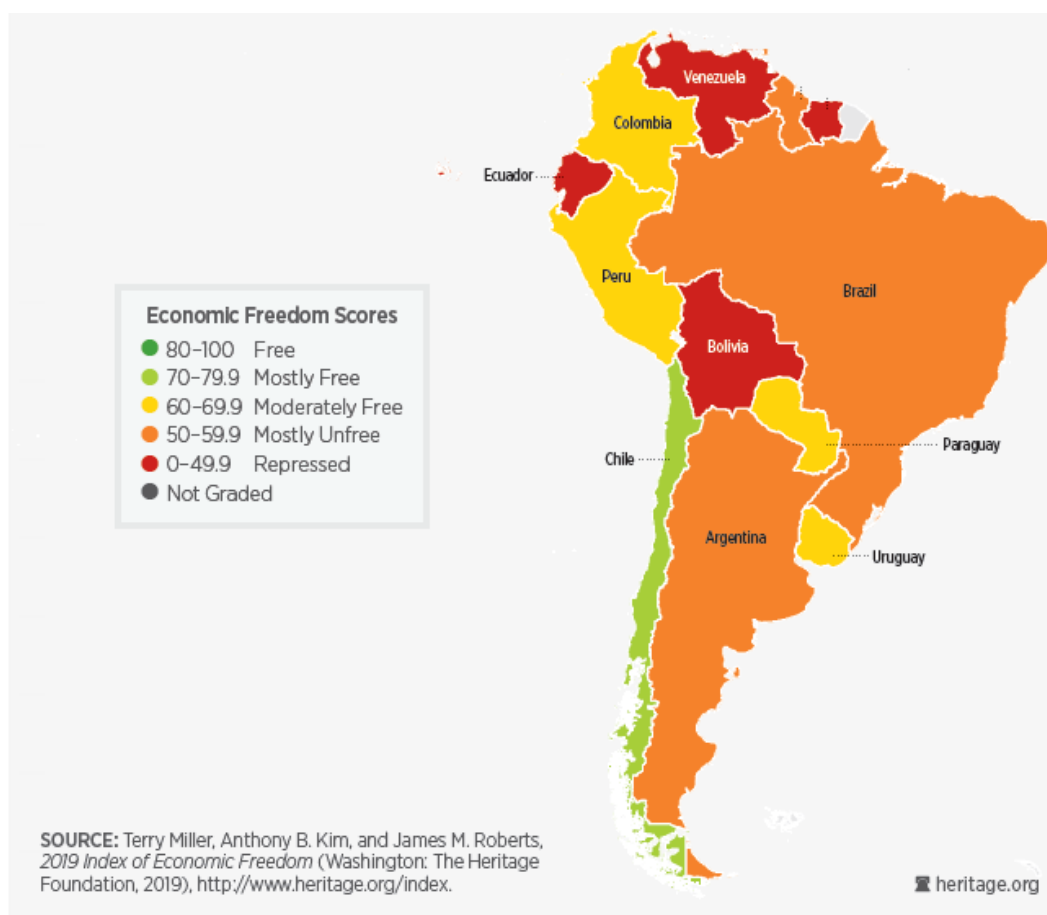 Venezuela
Colombia
Ecuador
Peru
Brazil
Economic Freedom Scores
80–100 Free
70–79.9 Mostly Free
60–69.9 Moderately Free
50–59.9 Mostly Unfree
0–49.9 Repressed
Not Graded
Bolivia
Chile
Paraguay
Argentina
Uruguay
SOURCE: Terry Miller, Anthony B. Kim, and James M. Roberts,
2019 Index of Economic Freedom (Washington: The Heritage
Foundation, 2019), http://www.heritage.org/index.
heritage.org